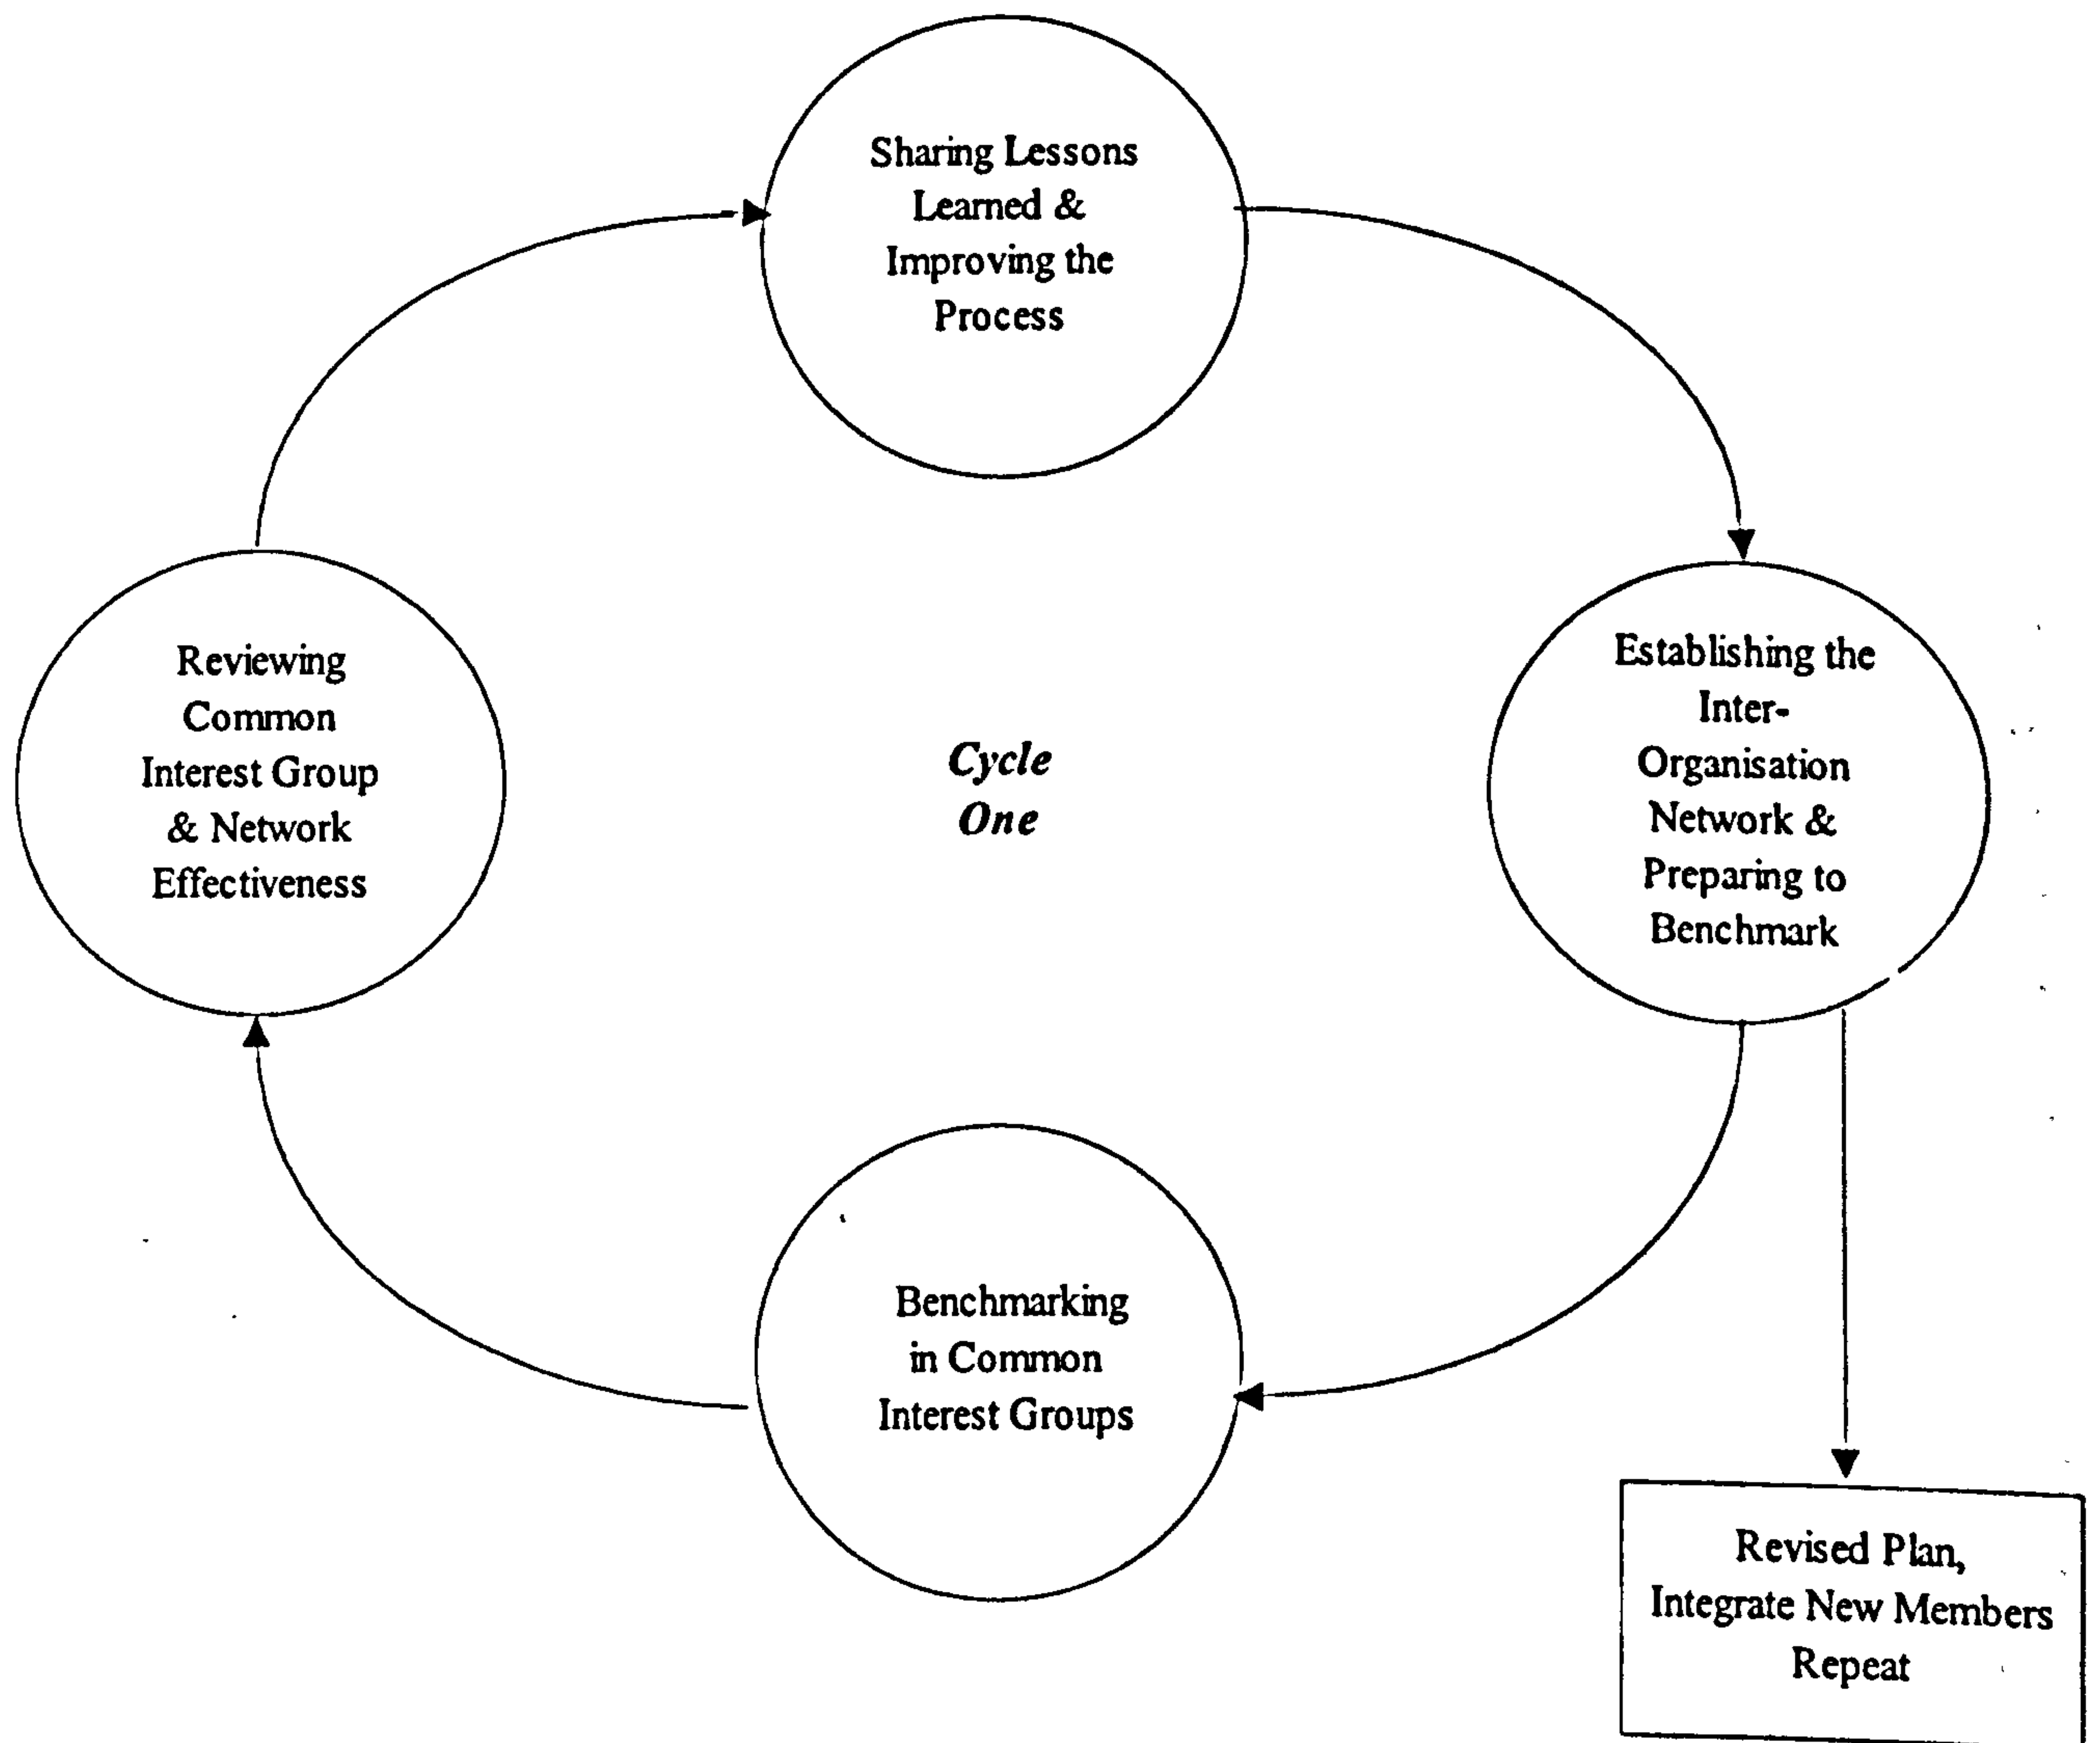 Sharing Lessons
Learned &
Improving the
Process
Establishing the
Inter-
Organisation
Network &
Preparing to
Benchmark
Reviewing
Common
Interest Group
& Network
Effectiveness
Cycle
One
Benchmarking
in Common
Interest Groups
Revised Plan,
Integrate New Members
Repeat